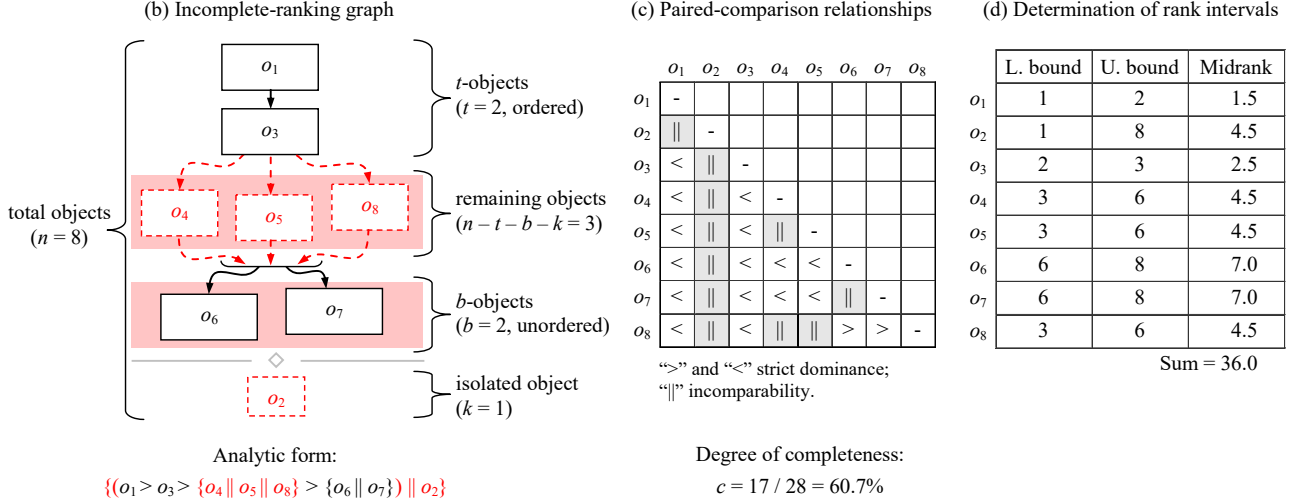 (b) Incomplete-ranking graph
total objects
(n = 8)
o1
o3
o4
o5
o8
o6
o7
o2
t-objects
(t = 2, ordered)
remaining objects
(n – t – b – k = 3)
b-objects
(b = 2, unordered)
isolated object
(k = 1)
Analytic form:
{(o1 > o3 > {o4 || o5 || o8} > {o6 || o7}) || o2}
(c) Paired-comparison relationships
o1 o2 o3 o4 o5 o6 o7 o8
o1 -
o2 || -
o3 < || -
o4 < || < -
o5 < || < || -
o6 < || < < < -
o7 < || < < < || -
o8 < || < || || > > -
“>” and “<” strict dominance;
“||” incomparability.
Degree of completeness:
c = 17 / 28 = 60.7%
(d) Determination of rank intervals
L. bound U. bound Midrank
o1 1 2 1.5
o2 1 8 4.5
o3 2 3 2.5
o4 3 6 4.5
o5 3 6 4.5
o6 6 8 7.0
o7 6 8 7.0
o8 3 6 4.5
Sum = 36.0